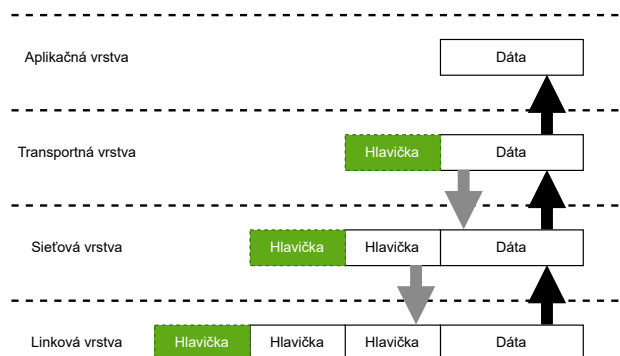 Aplikačná vrstva Dáta
Transportná vrstva Hlavička Dáta
Sieťová vrstva Hlavička Hlavička Dáta
Linková vrstva Hlavička Hlavička Hlavička Dáta